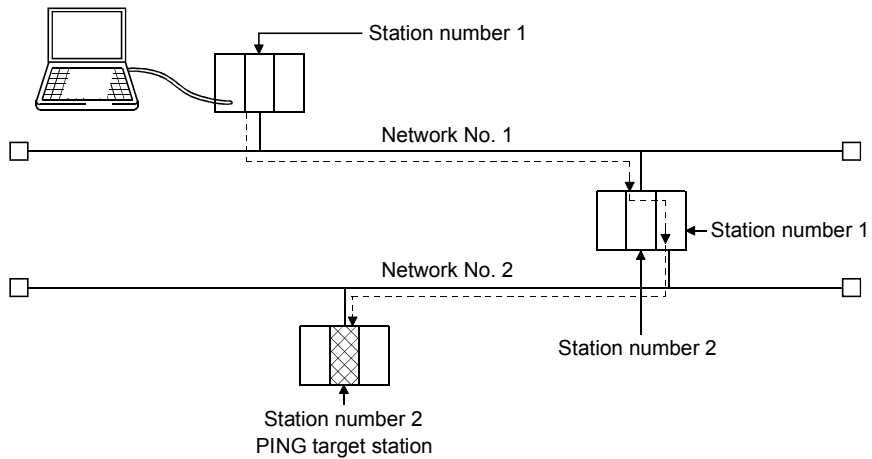 Station number 1
Network No. 1
Station number 1
Network No. 2
Station number 2
Station number 2
PING target station